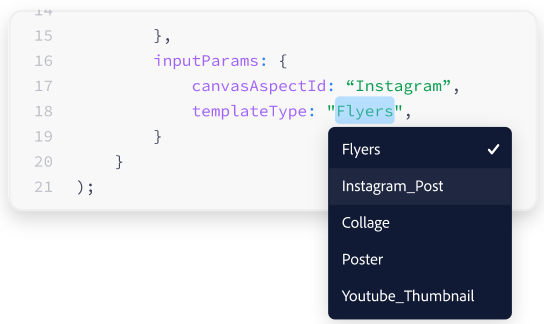 14
15 },
16 inputParams: {
17 canvasAspectId: “Instagram”,
18 templateType: "Flyers",
19 }
20 }
21 );
Flyers
Instagram_Post
Collage
Poster
Youtube_Thumbnail